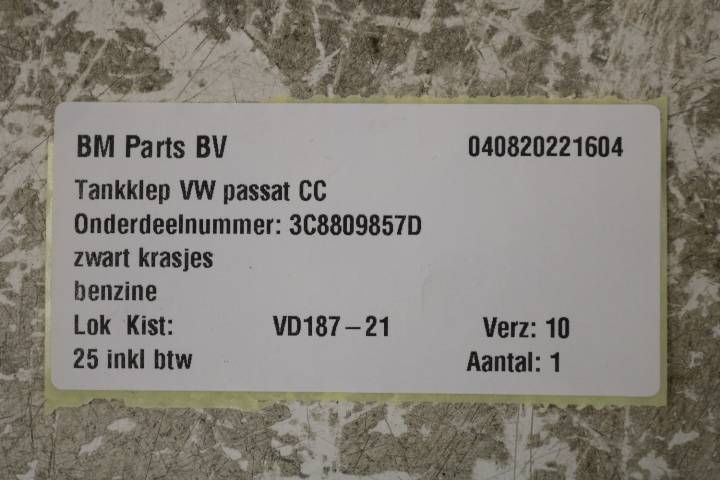 BM Parts BV 040820221604
Tankklep VW passat CC
Onderdeelnummer: 3C8809857D
zwart krasjes
benzine
Lok Kist: VD187-21 Verz: 10
25 inkl btw Aantal: 1